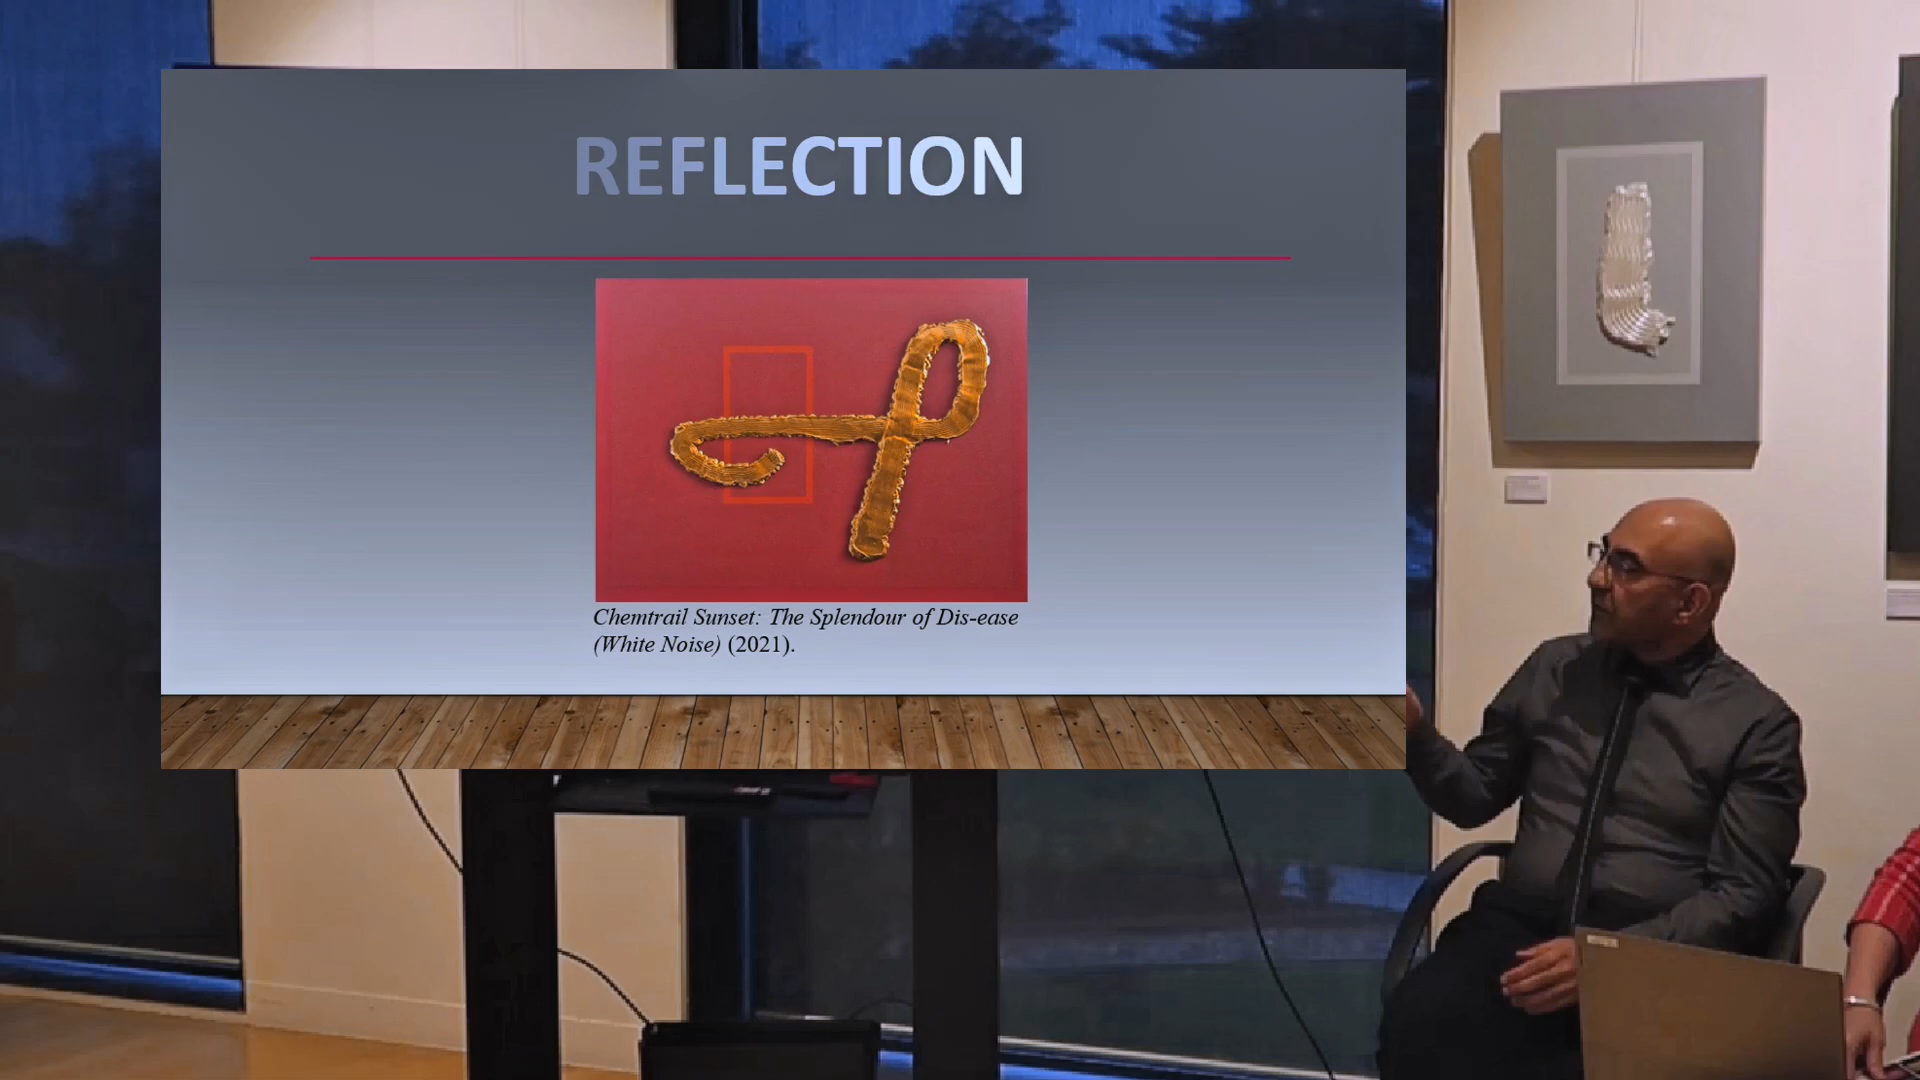 REFLECTION
Chemtrail Sunset: The Splendour of Dis-ease
(White Noise) (2021).